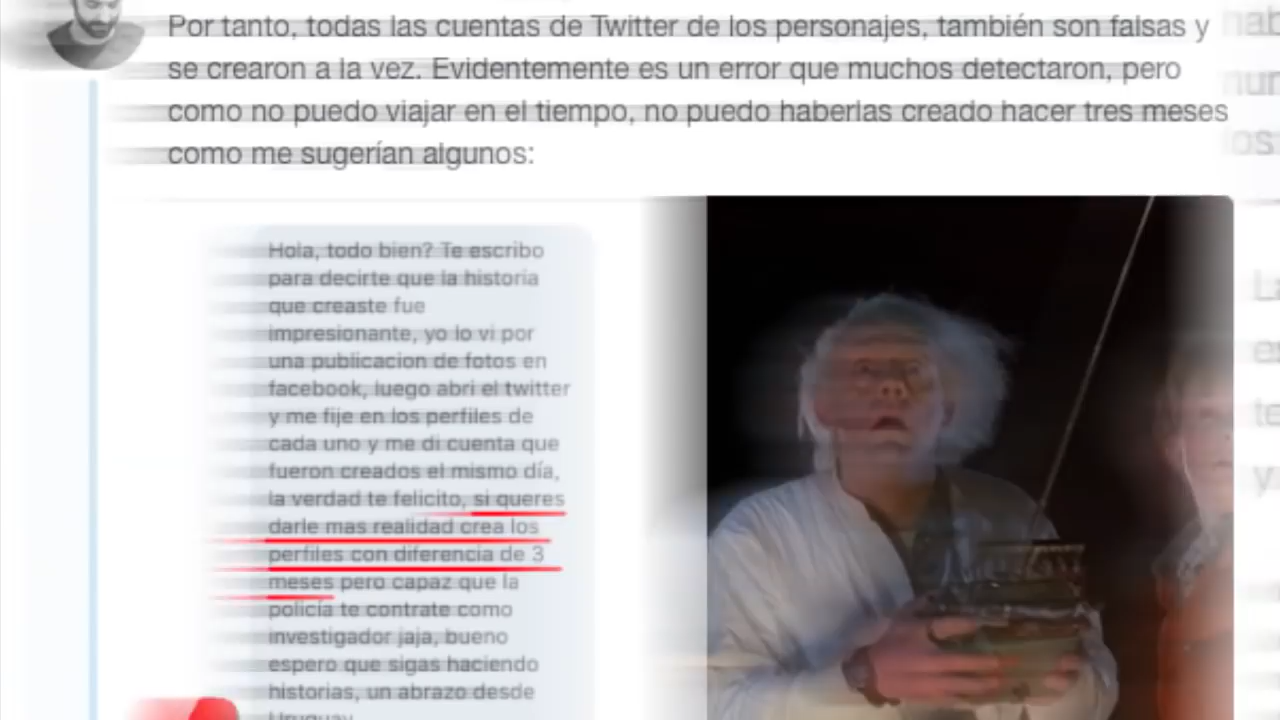 Por tanto, todas las cuentas de Twitter de los personajes, también son falsas y
se crearon a la vez. Evidentemente es un error que muchos detectaron, pero
como no puedo viajar en el tiempo, no puedo haberlas creado hacer tres meses
como me sugerían algunos:
Hola, todo bien? Te escribo
para decirte que la historia
que creaste fue
impresionante, yo lo vi por
una publicacion de fotos en
facebook, luego abri el twitter
y me fije en los perfiles de
cada uno y me di cuenta que
fueron creados el mismo día,
la verdad te felicito, si queres
darle mas realidad crea los
perfiles con diferencia de 3
meses pero capaz que la
policía te contrate como
investigador jaja, bueno
espero que sigas haciendo
historias, un abrazo desde
Uruguay